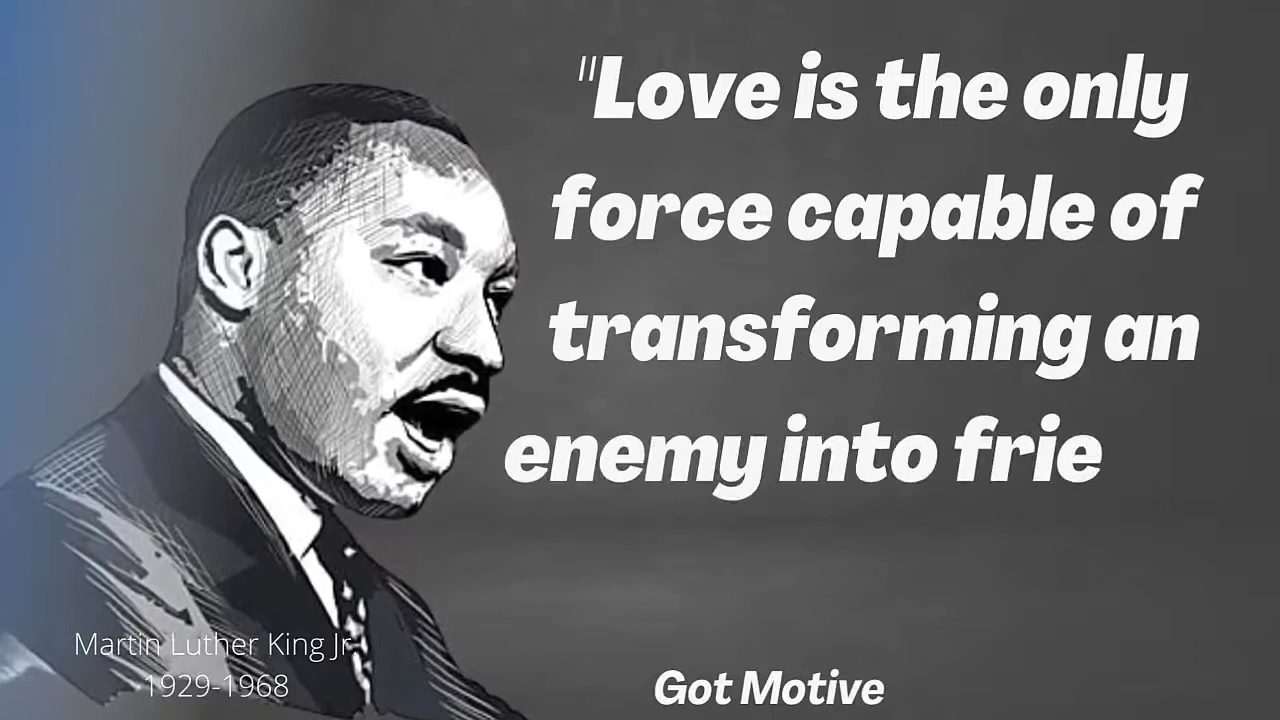 "Love is the only
force capable of
transforming an
enemy into frie
Martin Luther King Jr
1929-1968
Got Motive